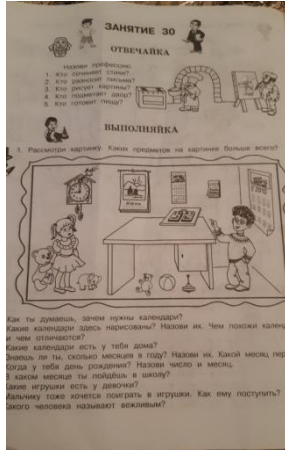 ЗАНЯТИЕ 30
ОТВЕЧАЙКА
Назови профессию.
1. Кто сочиняет стихи?
2. Кто разносит письма?
3. Кто рисует картины?
4. Кто подметает двор?
5. Кто готовит пищу?
ВЫПОЛНЯЙКА
1. Рассмотри картинку. Каких предметов на картинке больше всего?
Как ты думаешь, зачем нужны календари?
Какие календари здесь нарисованы? Назови их. Чем похожи календ
и чем отличаются?
Какие календари есть у тебя дома?
Знаешь ли ты, сколько месяцев в году? Назови их. Какой месяц пер
Когда у тебя день рождения? Назови число и месяц.
В каком месяце ты пойдёшь в школу?
Какие игрушки есть у девочки?
Мальчику тоже хочется поиграть в игрушки. Как ему поступить?
Какого человека называют вежливым?